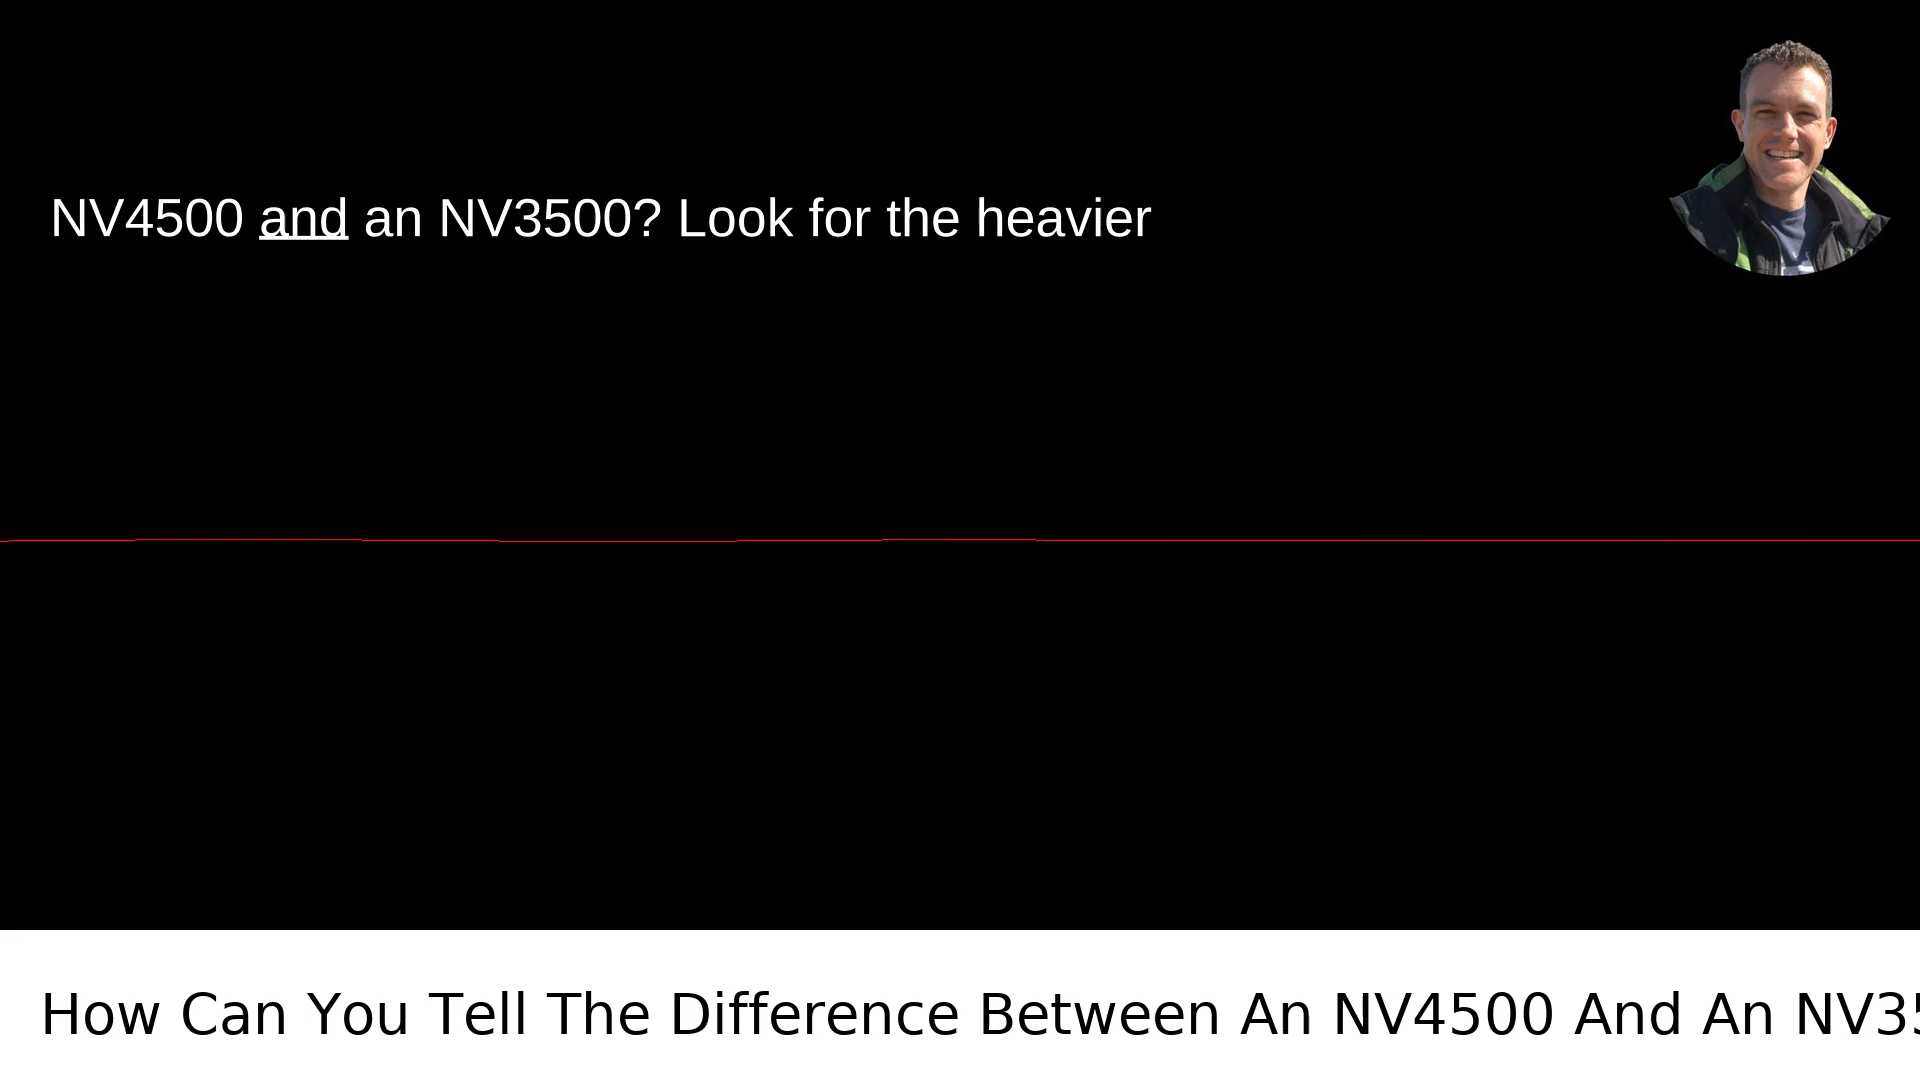 NV4500 and an NV3500? Look for the heavier
How Can You Tell The Difference Between An NV4500 And An NV35